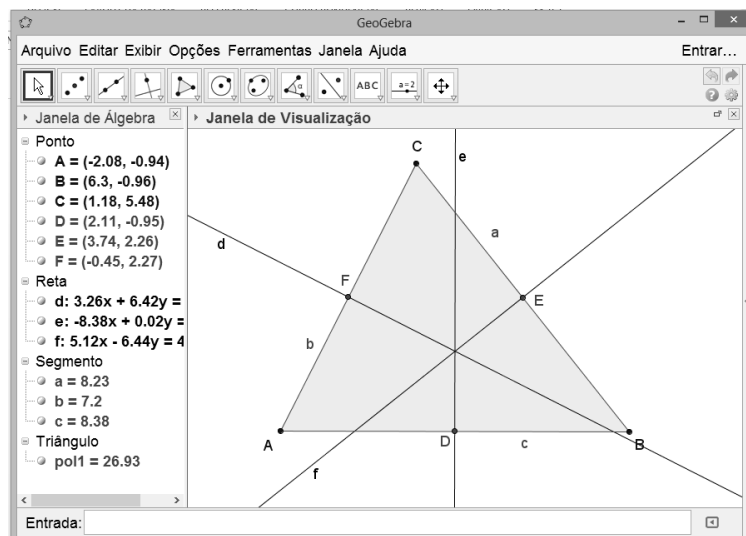 GeoGebra
Arquivo Editar Exibir Opções Ferramentas Janela Ajuda Entrar...
ABC a=2
Janela de Álgebra
Janela de Visualização
Ponto
A = (-2.08, -0.94)
B = (6.3, -0.96)
C = (1.18, 5.48)
D = (2.11, -0.95)
E = (3.74, 2.26)
F = (-0.45, 2.27)
Reta
d: 3.26x + 6.42y =
e: -8.38x + 0.02y =
f: 5.12x - 6.44y = 4
Segmento
a = 8.23
b = 7.2
c = 8.38
Triângulo
pol1 = 26.93
C
e
a
d
F
E
b
A
D
c
B
f
Entrada: